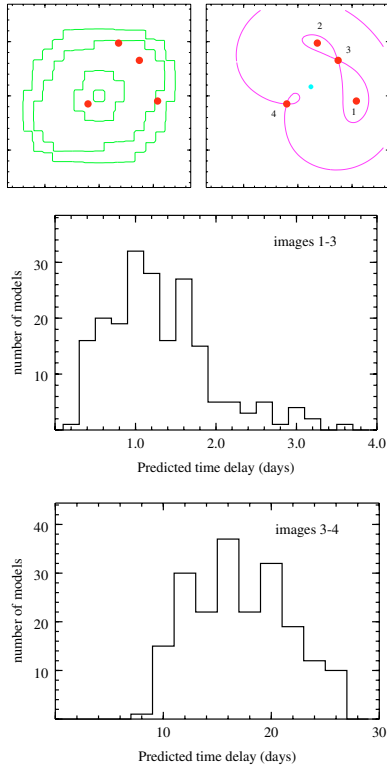 2
3
1
4
images 1-3
30
20
10
number of models
1.0 2.0 3.0 4.0
Predicted time delay (days)
images 3-4
40
30
20
10
number of models
10 20 30
Predicted time delay (days)